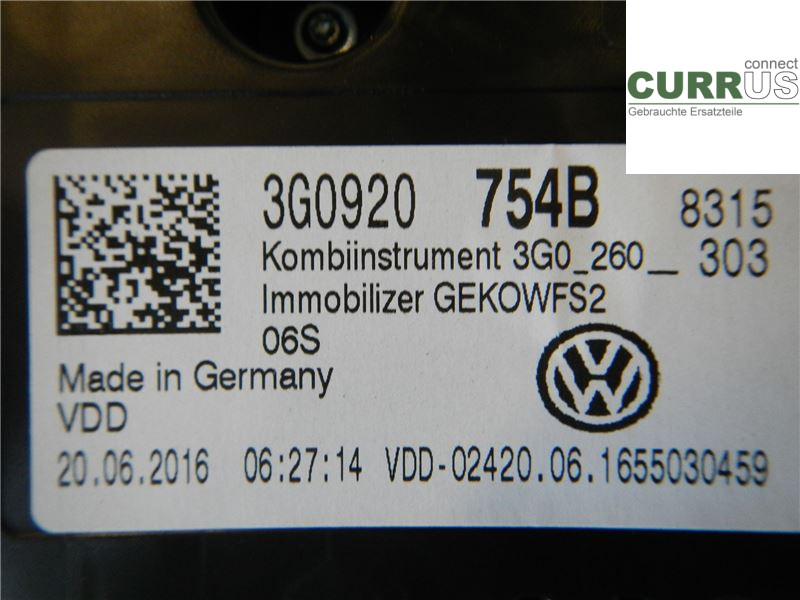 connect
CURRUS
Gebrauchte Ersatzteile
3G0920 754B 8315
Kombiinstrument 3G0_260__ 303
Immobilizer GEKOWFS2
06S
Made in Germany
VDD
20.06.2016 06:27:14 VDD-02420.06.1655030459